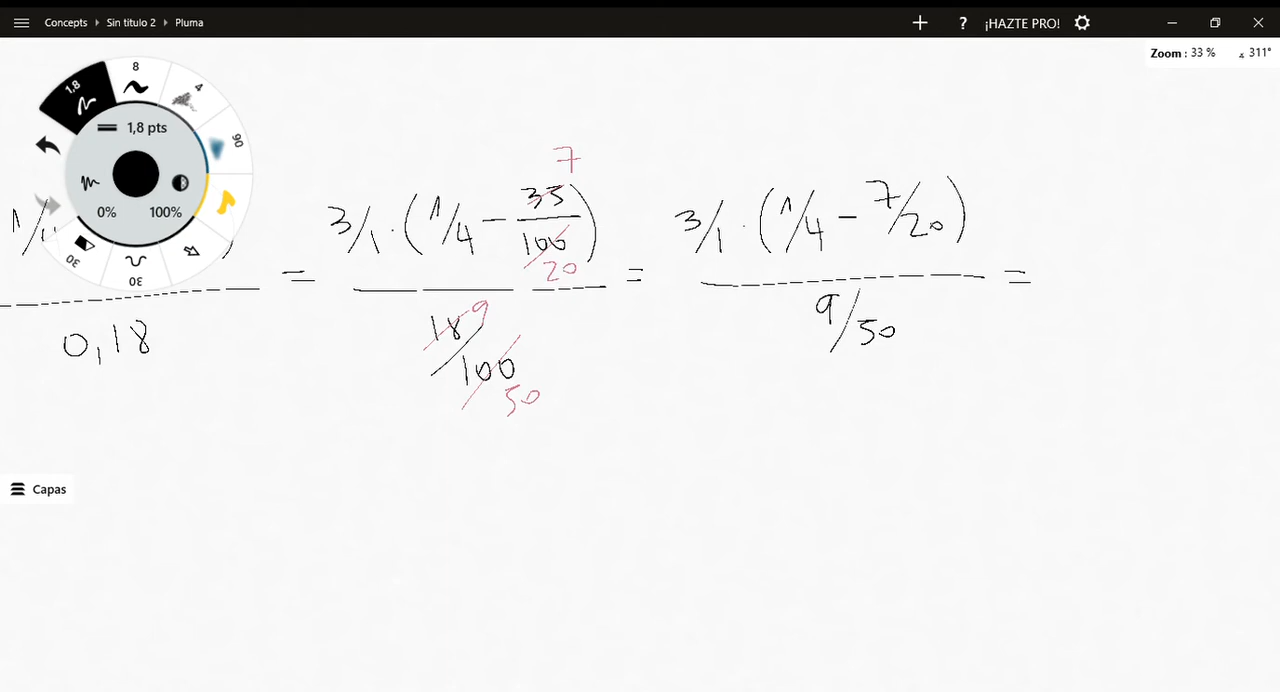 Concepts ▸ Sin titulo 2 ▸ Pluma
? ¡HAZTE PRO!
Zoom : 33 % 311°
1,8
8
4
90
30
30
1,8 pts
0% 100%
0,18
= 3/1 · (1/4 − 35/100)
7
20
18/100
9
50
= 3/1 · (1/4 − 7/20)
9/50
=
Capas